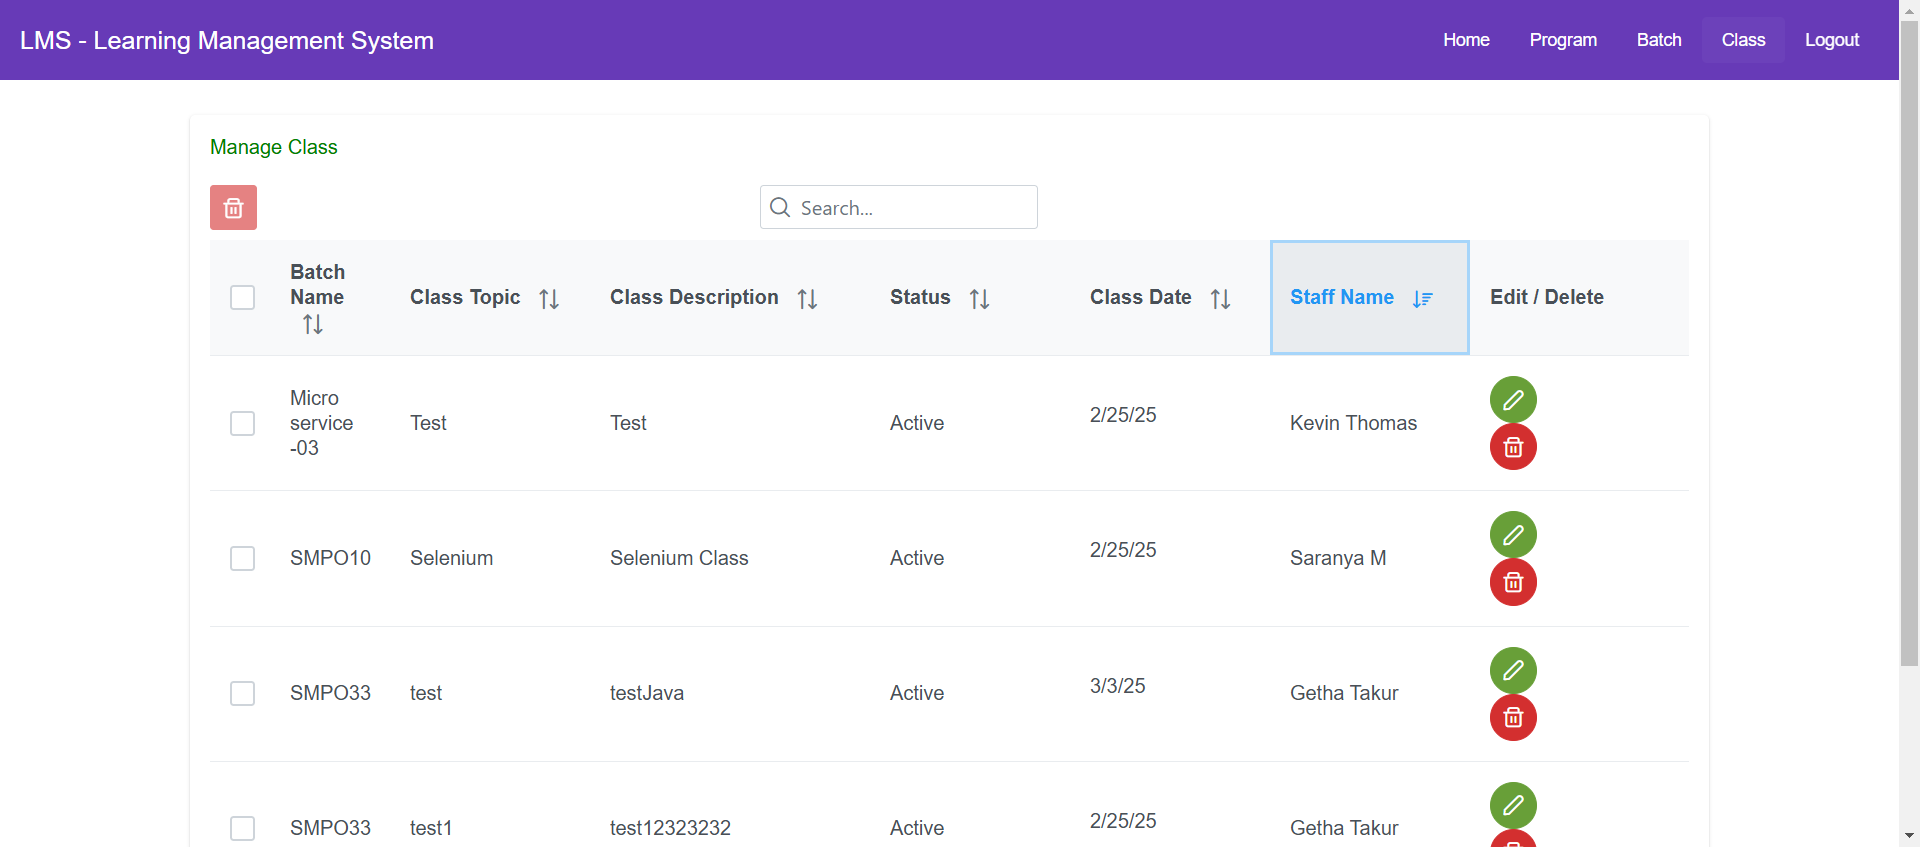 LMS - Learning Management System
Home Program Batch Class Logout
Manage Class
Search...
Batch Name Class Topic Class Description Status Class Date Staff Name Edit / Delete
Micro service -03 Test Test Active 2/25/25 Kevin Thomas
SMPO10 Selenium Selenium Class Active 2/25/25 Saranya M
SMPO33 test testJava Active 3/3/25 Getha Takur
SMPO33 test1 test12323232 Active 2/25/25 Getha Takur